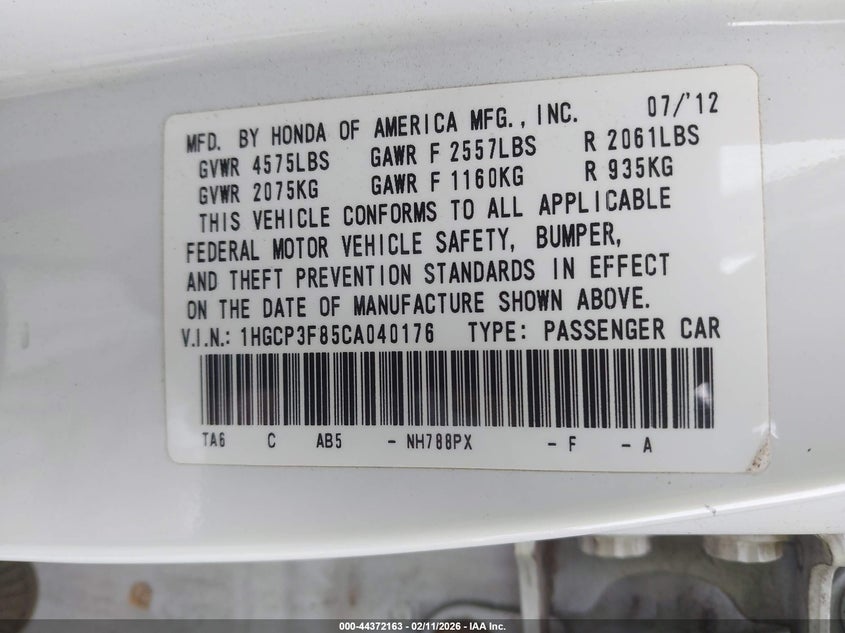 MFD. BY HONDA OF AMERICA MFG., INC. 07/'12
GVWR 4575LBS GAWR F 2557LBS R 2061LBS
GVWR 2075KG GAWR F 1160KG R 935KG
THIS VEHICLE CONFORMS TO ALL APPLICABLE
FEDERAL MOTOR VEHICLE SAFETY, BUMPER,
AND THEFT PREVENTION STANDARDS IN EFFECT
ON THE DATE OF MANUFACTURE SHOWN ABOVE.
V.I.N.: 1HGCP3F85CA040176 TYPE: PASSENGER CAR
TA6 C AB5 - NH788PX - F - A
000-44372163 - 02/11/2026 - IAA Inc.